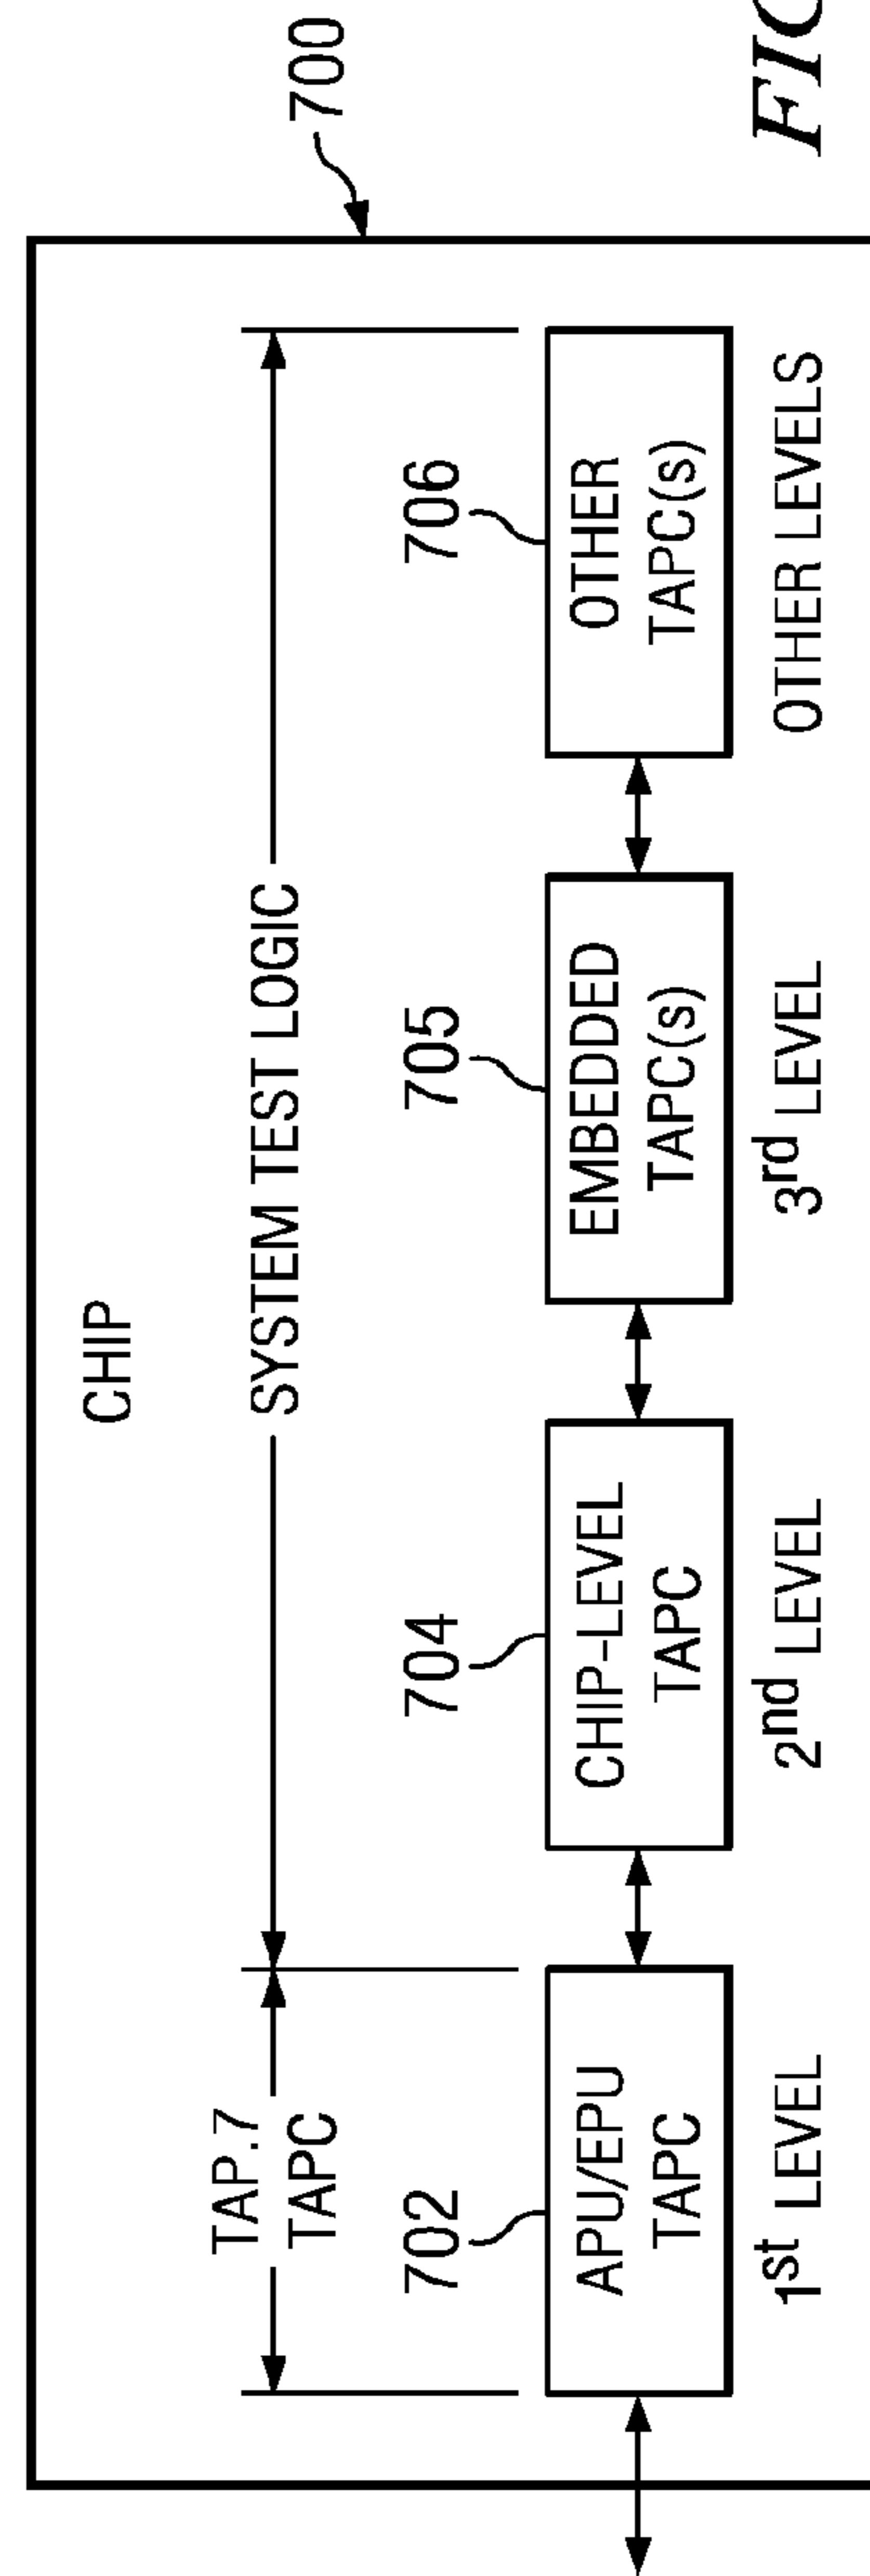 CHIP
700
TAP.7
TAPC
SYSTEM TEST LOGIC
702
704
705
706
APU/EPU
TAPC
CHIP-LEVEL
TAPC
EMBEDDED
TAPC(s)
OTHER
TAPC(s)
1st LEVEL
2nd LEVEL
3rd LEVEL
OTHER LEVELS
FIG